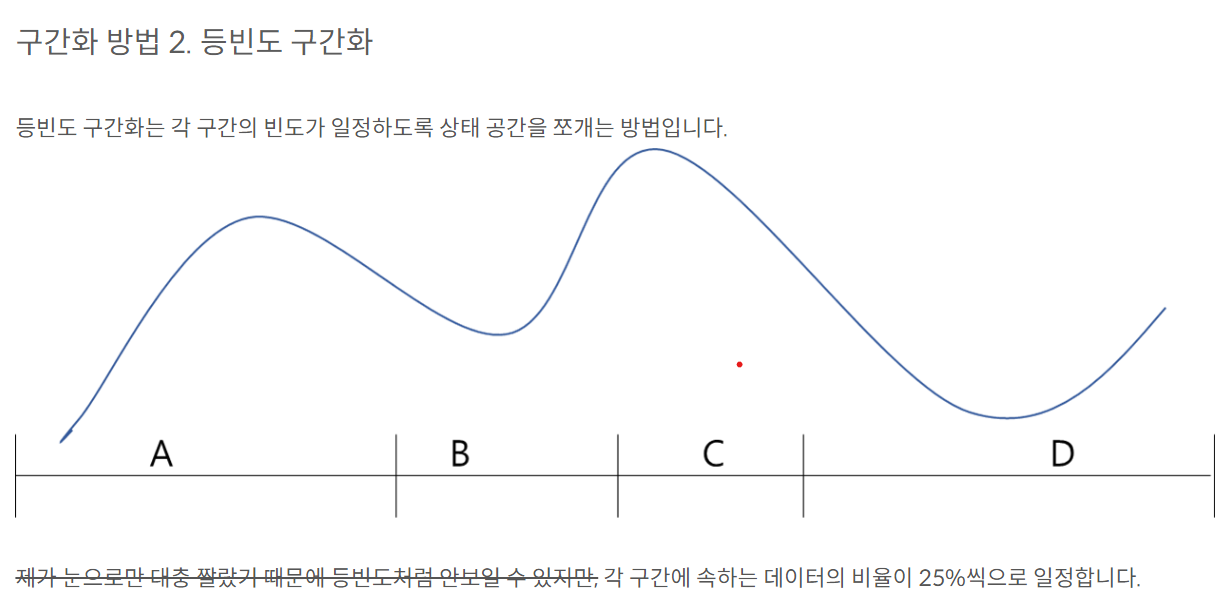 구간화 방법 2. 등빈도 구간화
등빈도 구간화는 각 구간의 빈도가 일정하도록 상태 공간을 쪼개는 방법입니다.
A B C D
제가 눈으로만 대충 짤랐기 때문에 등빈도처럼 안보일 수 있지만, 각 구간에 속하는 데이터의 비율이 25%씩으로 일정합니다.